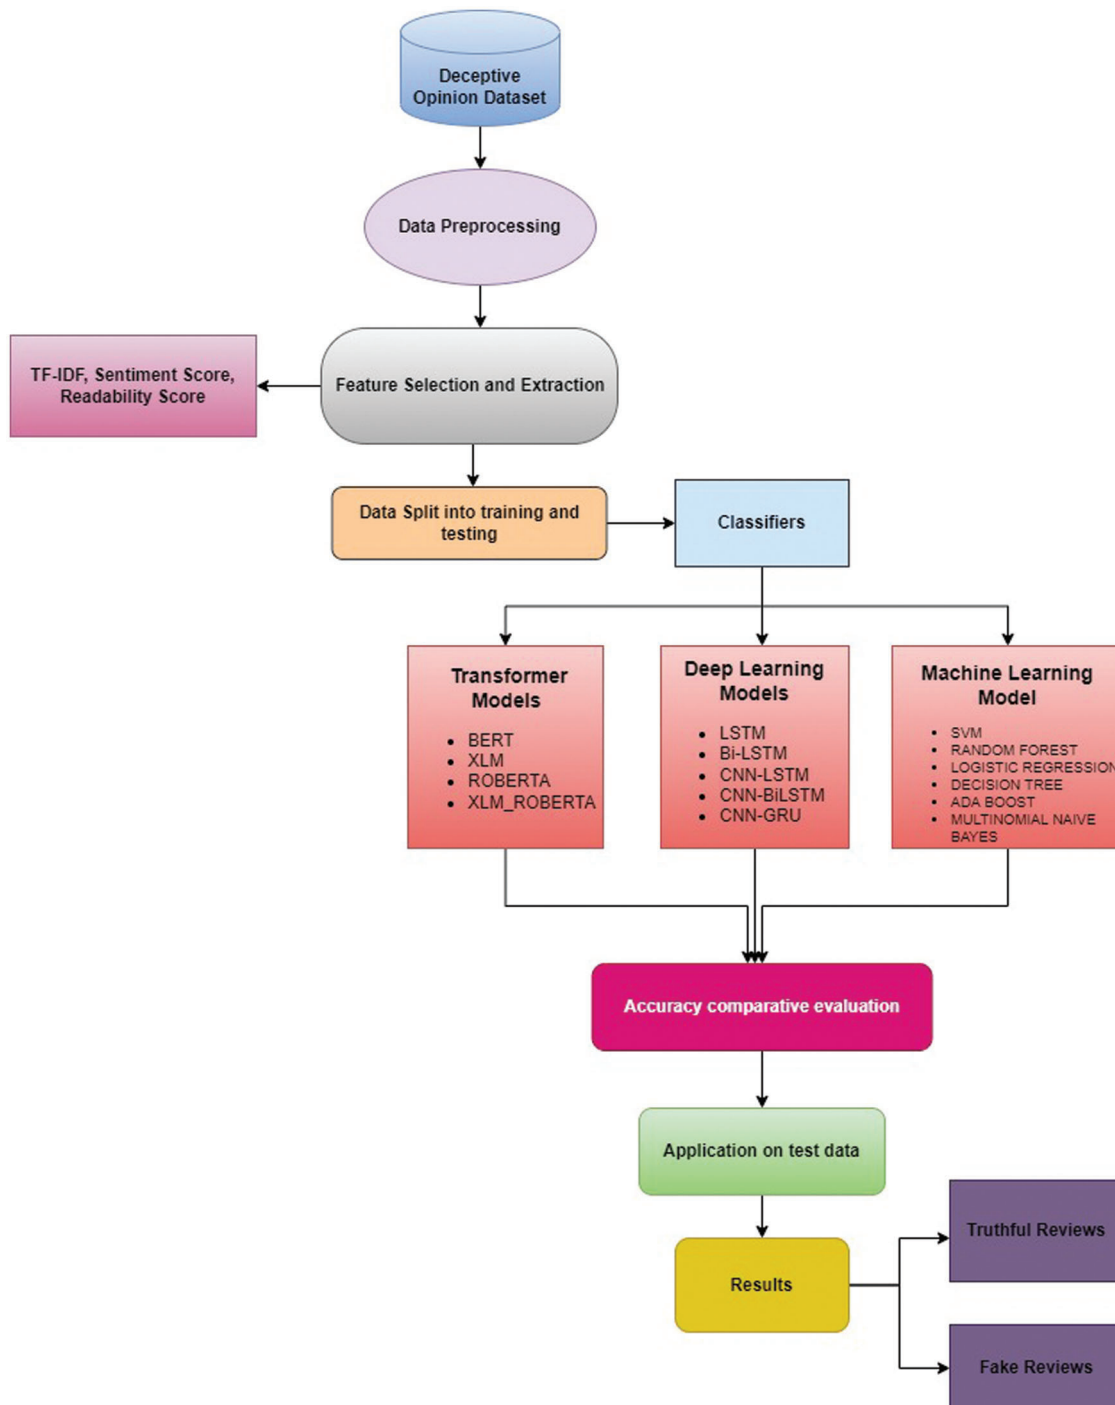 Deceptive
Opinion Dataset
Data Preprocessing
TF-IDF, Sentiment Score,
Readability Score
Feature Selection and Extraction
Data Split into training and
testing
Classifiers
Transformer
Models
• BERT
• XLM
• ROBERTA
• XLM_ROBERTA
Deep Learning
Models
• LSTM
• Bi-LSTM
• CNN-LSTM
• CNN-BiLSTM
• CNN-GRU
Machine Learning
Model
• SVM
• RANDOM FOREST
• LOGISTIC REGRESSION
• DECISION TREE
• ADA BOOST
• MULTINOMIAL NAIVE
BAYES
Accuracy comparative evaluation
Application on test data
Results
Truthful Reviews
Fake Reviews